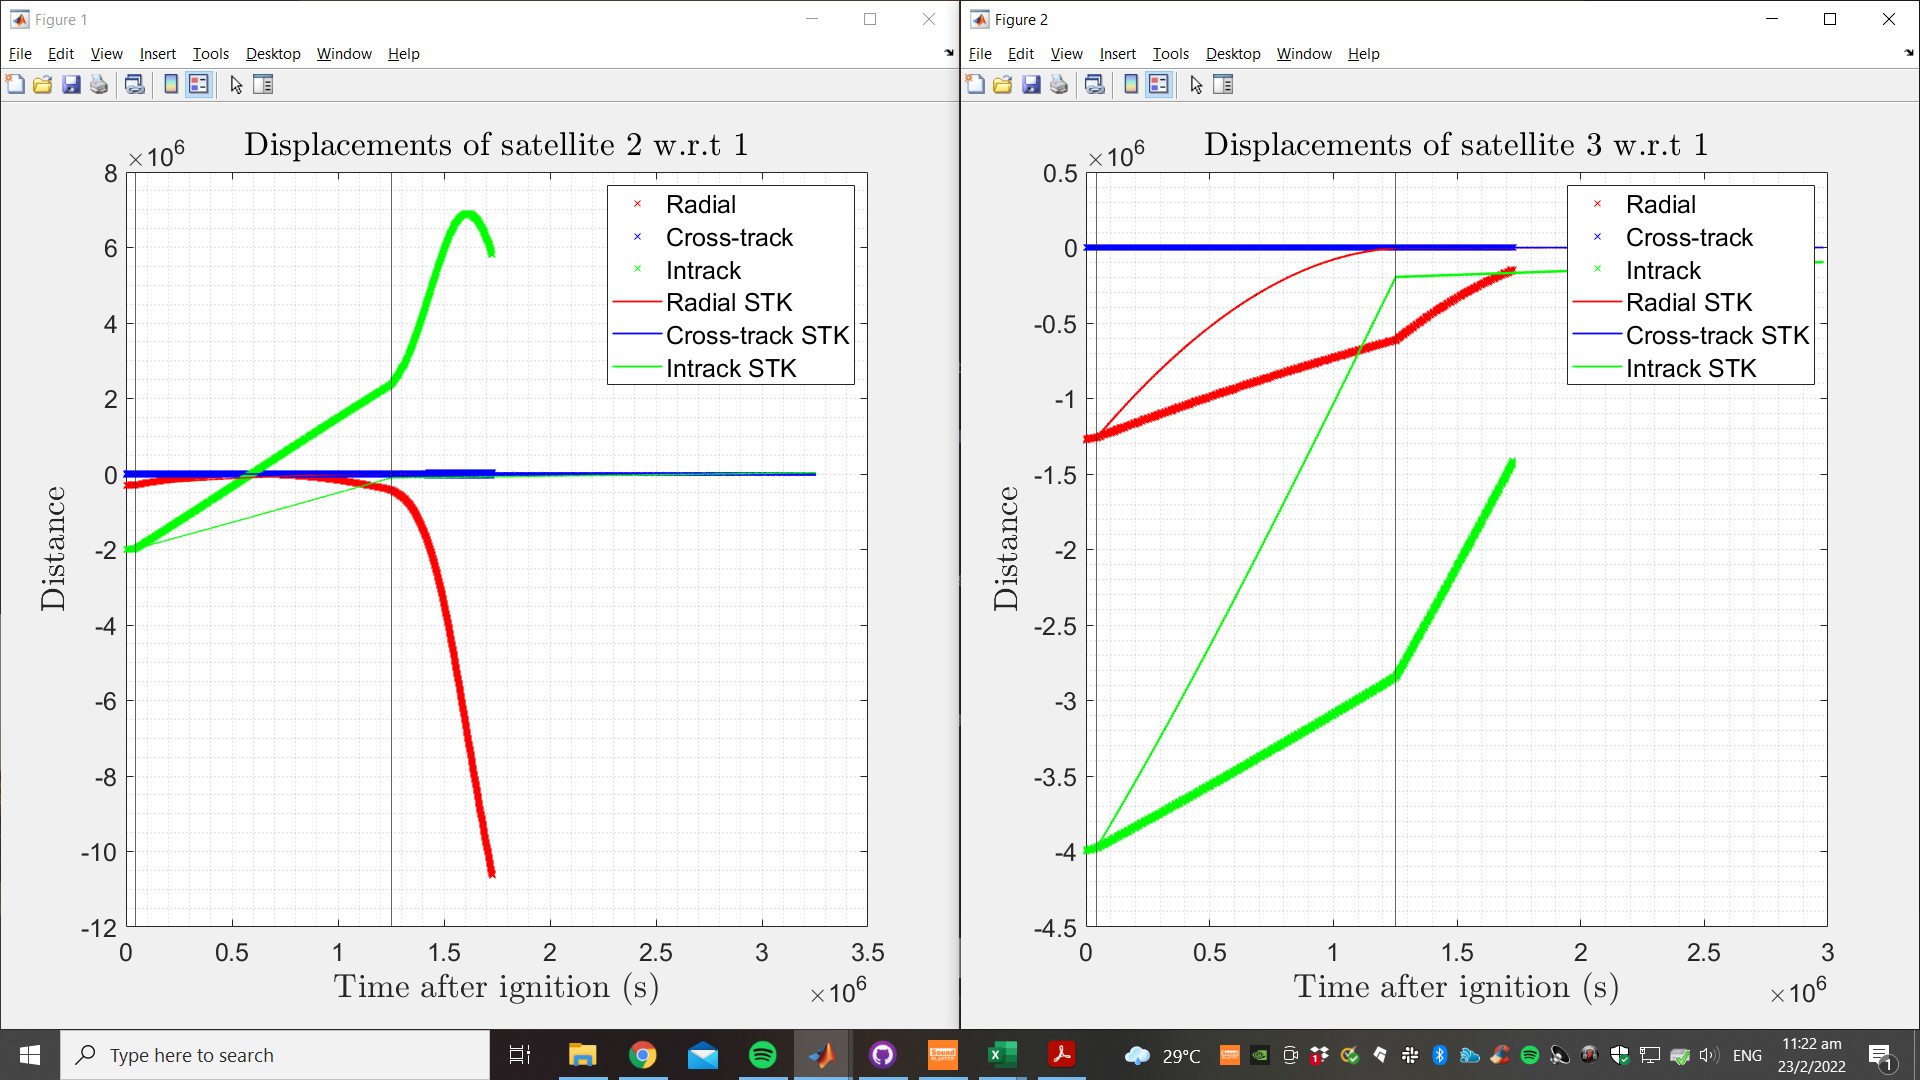 Figure 1
File Edit View Insert Tools Desktop Window Help
Displacements of satellite 2 w.r.t 1
×10^6
8
6
4
2
0
-2
-4
-6
-8
-10
-12
Distance
Radial
Cross-track
Intrack
Radial STK
Cross-track STK
Intrack STK
0 0.5 1 1.5 2 2.5 3 3.5
Time after ignition (s)
×10^6
Figure 2
File Edit View Insert Tools Desktop Window Help
Displacements of satellite 3 w.r.t 1
×10^6
0.5
0
-0.5
-1
-1.5
-2
-2.5
-3
-3.5
-4
-4.5
Distance
Radial
Cross-track
Intrack
Radial STK
Cross-track STK
Intrack STK
0 0.5 1 1.5 2 2.5 3
Time after ignition (s)
×10^6
Type here to search
Sound
29°C
ENG
11:22 am
23/2/2022
1